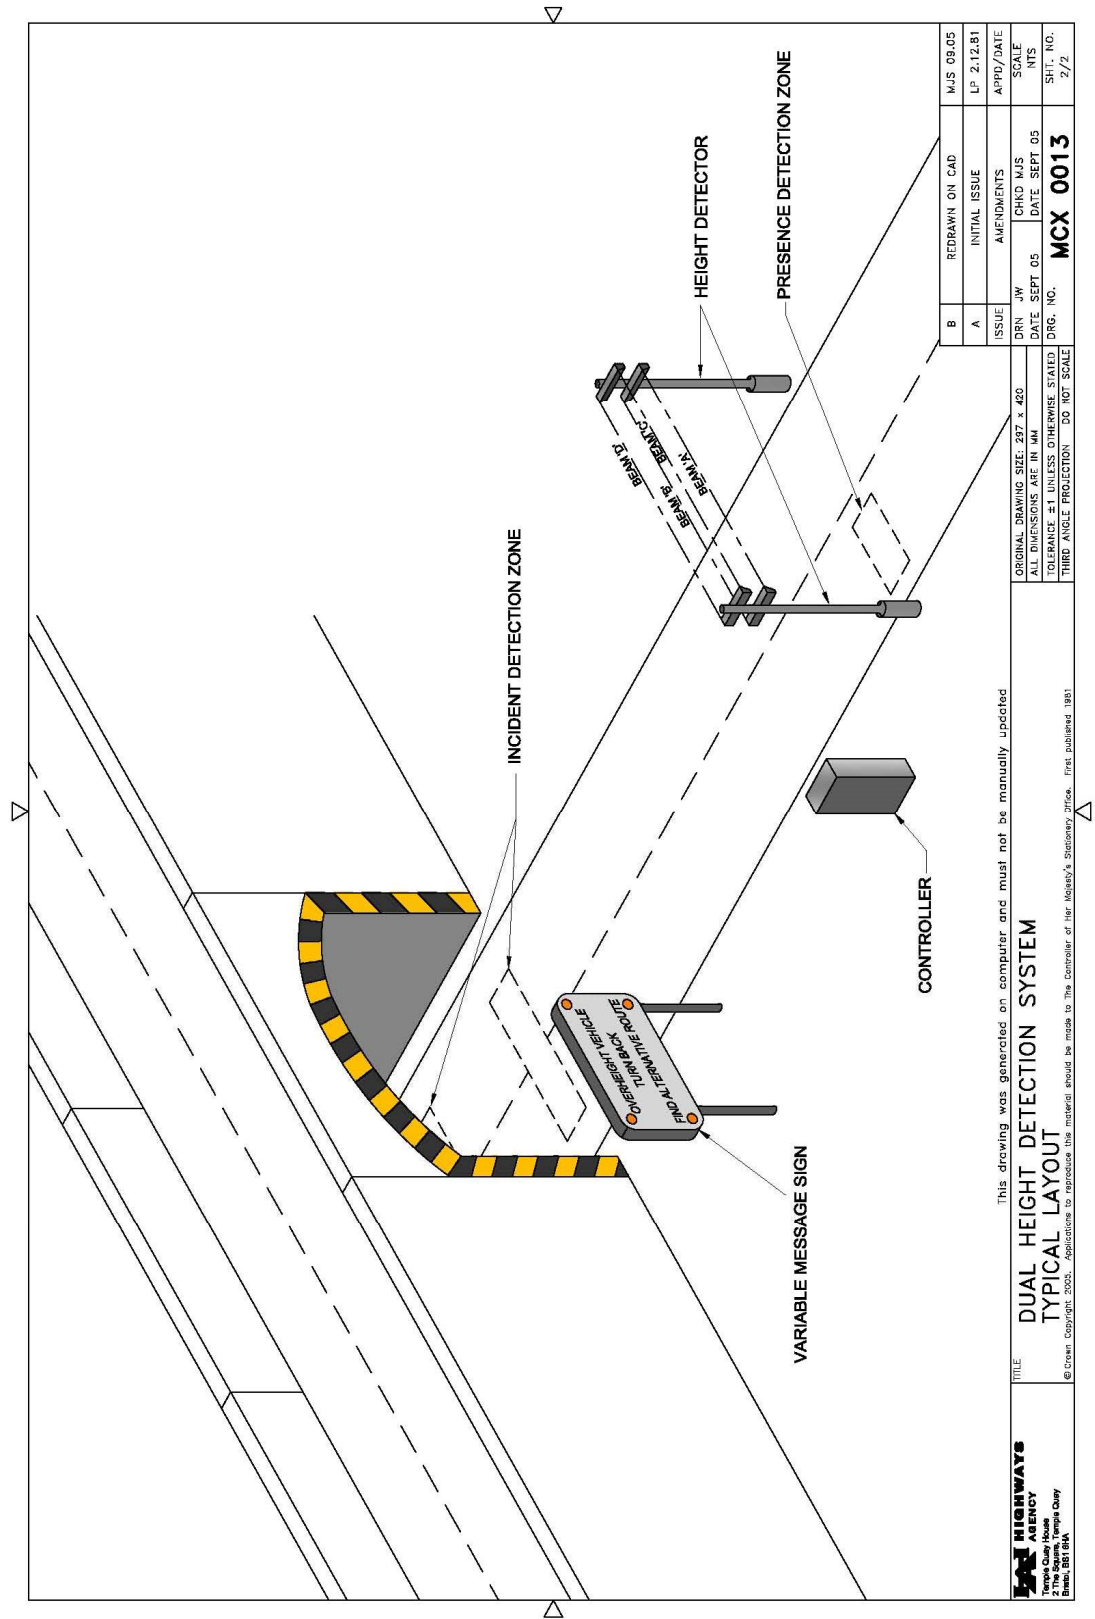 INCIDENT DETECTION ZONE
HEIGHT DETECTOR
PRESENCE DETECTION ZONE
BEAM 'D'
BEAM 'C'
BEAM 'B'
BEAM 'A'
OVERHEIGHT VEHICLE
TURN BACK
FIND ALTERNATIVE ROUTE
VARIABLE MESSAGE SIGN
CONTROLLER
This drawing was generated on computer and must not be manually updated
B REDRAWN ON CAD MJS 09.05
A INITIAL ISSUE LP 2.12.81
ISSUE AMENDMENTS APPD/DATE
HIGHWAYS
AGENCY
Temple Quay House
2 The Square, Temple Quay
Bristol, BS1 6HA
TITLE
DUAL HEIGHT DETECTION SYSTEM
TYPICAL LAYOUT
© Crown Copyright 2005. Applications to reproduce this material should be made to The Controller of Her Majesty's Stationery Office. First published 1981
ORIGINAL DRAWING SIZE: 297 x 420
ALL DIMENSIONS ARE IN MM
TOLERANCE ±1 UNLESS OTHERWISE STATED
THIRD ANGLE PROJECTION DO NOT SCALE
DRN JW
DATE SEPT 05
CHKD MJS
DATE SEPT 05
SCALE
NTS
DRG. NO.
MCX 0013
SHT. NO.
2/2